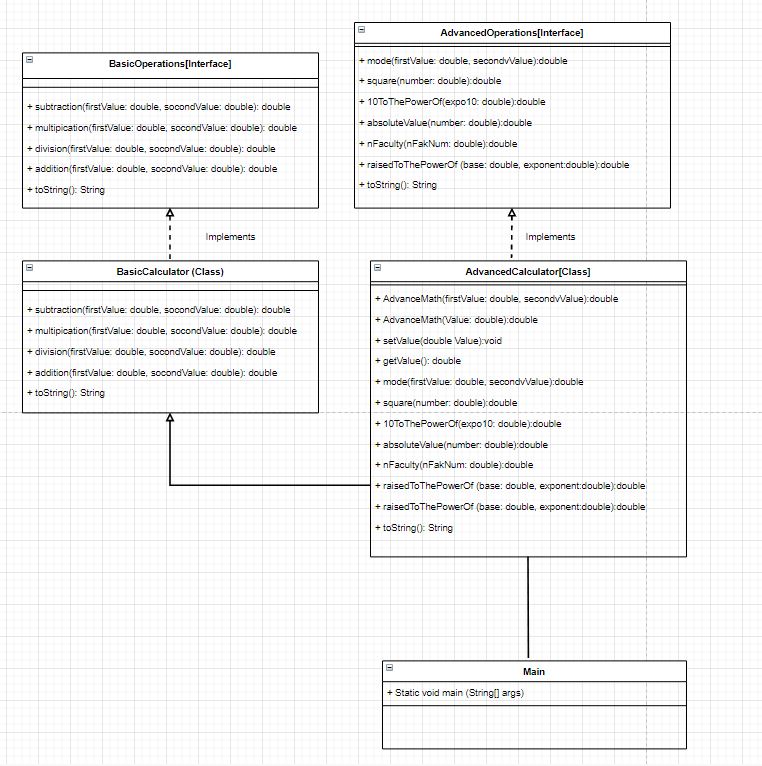 BasicOperations[Interface]
+ subtraction(firstValue: double, socondValue: double): double
+ multipication(firstValue: double, socondValue: double): double
+ division(firstValue: double, socondValue: double): double
+ addition(firstValue: double, socondValue: double): double
+ toString(): String
AdvancedOperations[Interface]
+ mode(firstValue: double, secondvValue):double
+ square(number: double):double
+ 10ToThePowerOf(expo10: double):double
+ absoluteValue(number: double):double
+ nFaculty(nFakNum: double):double
+ raisedToThePowerOf (base: double, exponent:double):double
+ toString(): String
Implements
Implements
BasicCalculator (Class)
+ subtraction(firstValue: double, socondValue: double): double
+ multipication(firstValue: double, socondValue: double): double
+ division(firstValue: double, socondValue: double): double
+ addition(firstValue: double, socondValue: double): double
+ toString(): String
AdvancedCalculator[Class]
+ AdvanceMath(firstValue: double, secondvValue):double
+ AdvanceMath(Value: double):double
+ setValue(double Value):void
+ getValue(): double
+ mode(firstValue: double, secondvValue):double
+ square(number: double):double
+ 10ToThePowerOf(expo10: double):double
+ absoluteValue(number: double):double
+ nFaculty(nFakNum: double):double
+ raisedToThePowerOf (base: double, exponent:double):double
+ raisedToThePowerOf (base: double, exponent:double):double
+ toString(): String
Main
+ Static void main (String[] args)